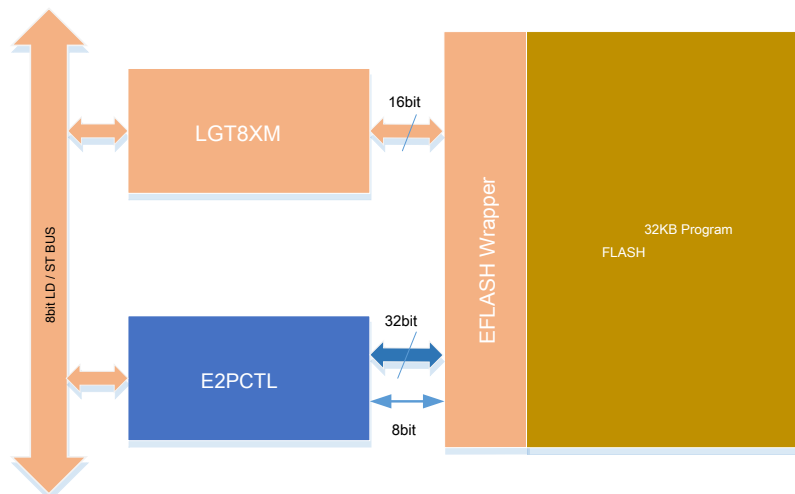 16bit
LGT8XM
8bit LD / ST BUS
EFLASH Wrapper
32KB Program
FLASH
32bit
E2PCTL
8bit